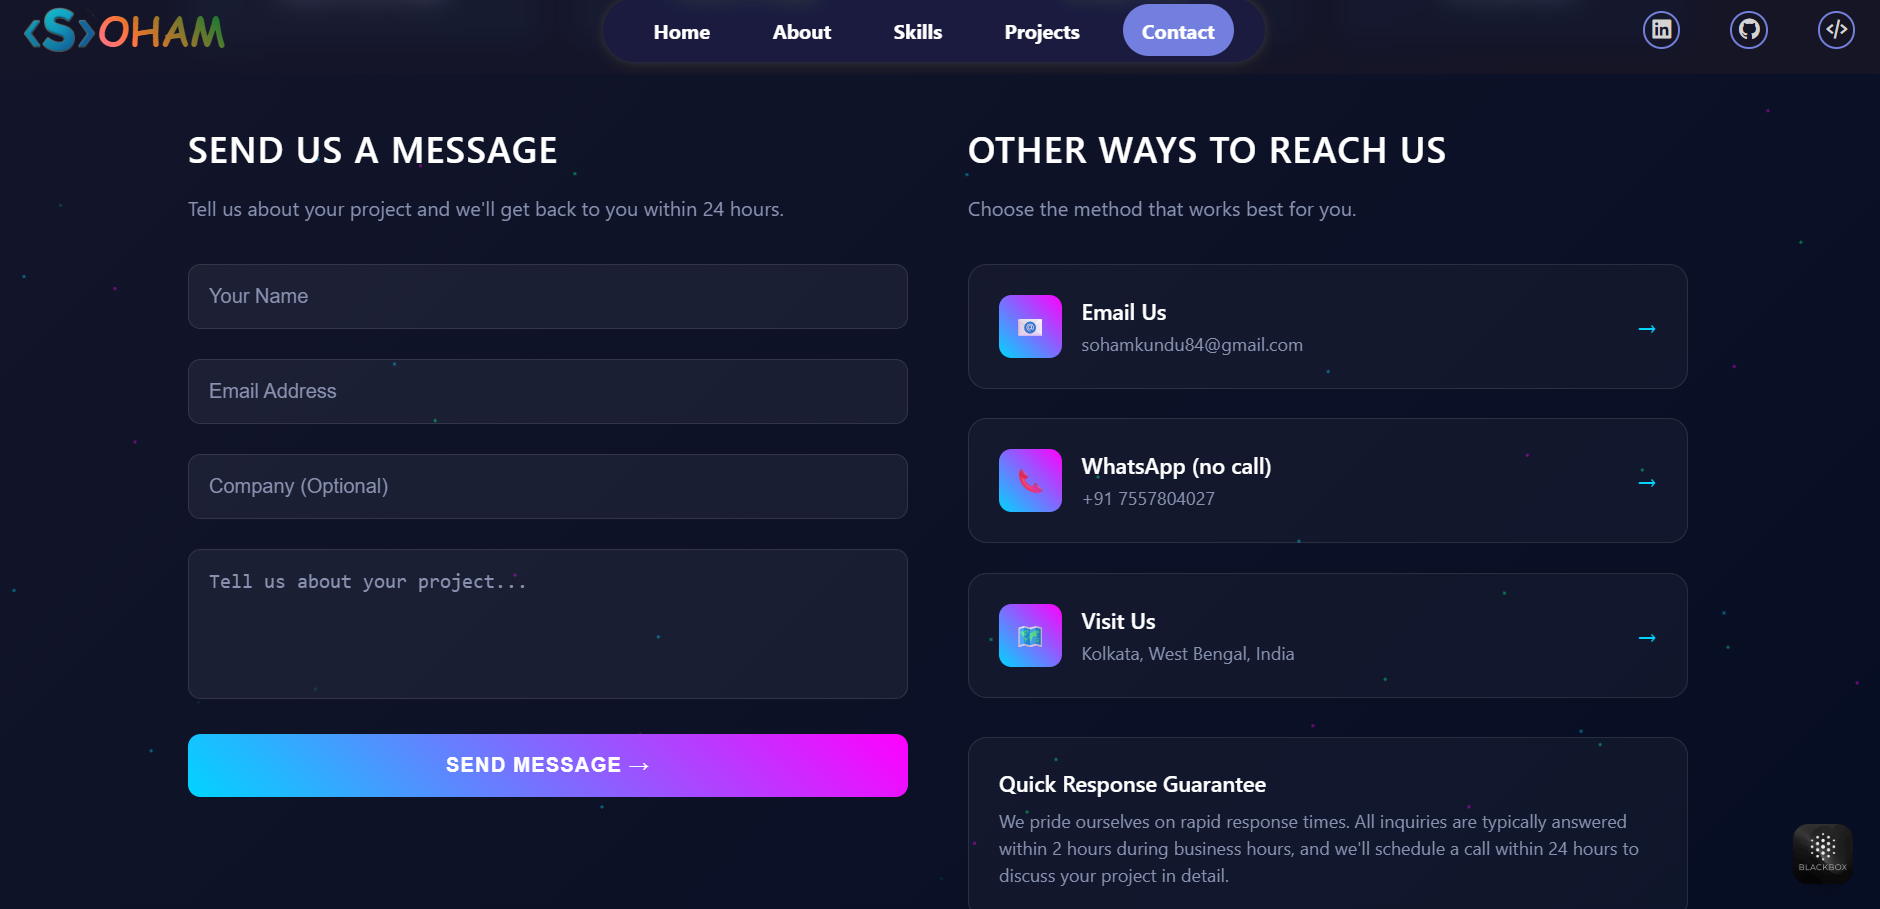 <S>OHAM
Home
About
Skills
Projects
Contact
</>
SEND US A MESSAGE
Tell us about your project and we'll get back to you within 24 hours.
Your Name
Email Address
Company (Optional)
Tell us about your project...
SEND MESSAGE →
OTHER WAYS TO REACH US
Choose the method that works best for you.
Email Us
sohamkundu84@gmail.com
→
WhatsApp (no call)
+91 7557804027
→
Visit Us
Kolkata, West Bengal, India
→
Quick Response Guarantee
We pride ourselves on rapid response times. All inquiries are typically answered
within 2 hours during business hours, and we'll schedule a call within 24 hours to
discuss your project in detail.
BLACKBOX